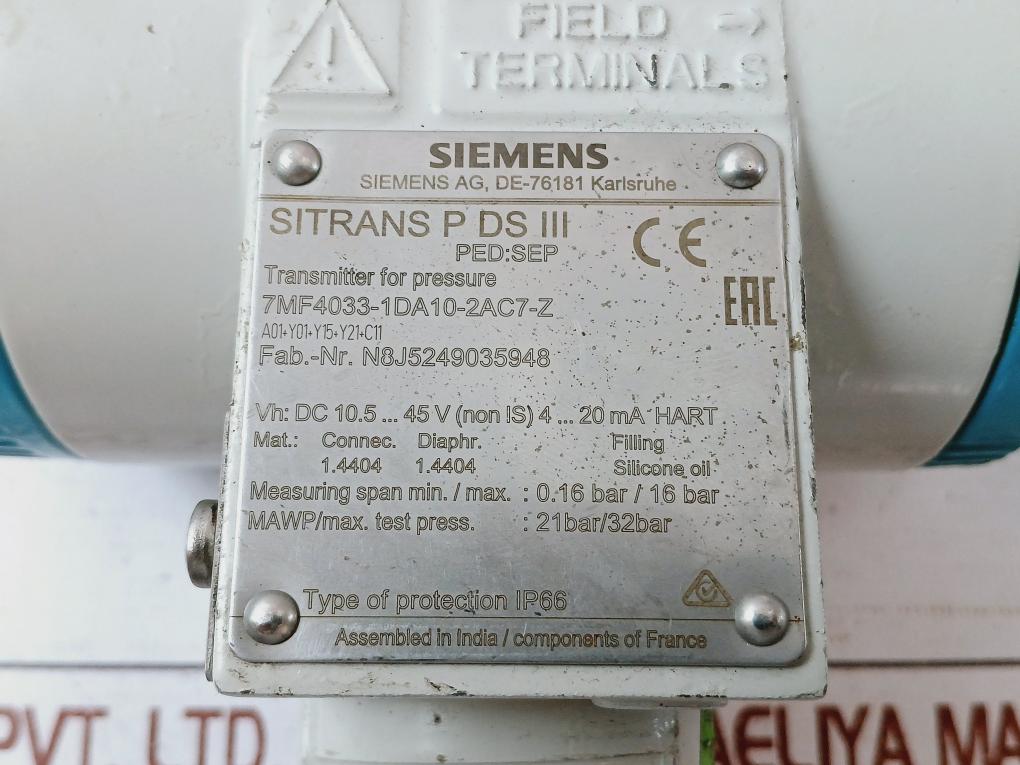 FIELD →
TERMINALS
SIEMENS
SIEMENS AG, DE-76181 Karlsruhe
SITRANS P DS III
PED:SEP
CE
Transmitter for pressure
7MF4033-1DA10-2AC7-Z
EAC
A01+Y01+Y15+Y21+C11
Fab.-Nr. N8J5249035948
Vh: DC 10.5 ... 45 V (non IS) 4 ... 20 mA HART
Mat.: Connec. Diaphr. Filling
1.4404 1.4404 Silicone oil
Measuring span min. / max. : 0.16 bar / 16 bar
MAWP/max. test press. : 21bar/32bar
Type of protection IP66
Assembled in India / components of France
PVT. LTD
AELIYA MAR